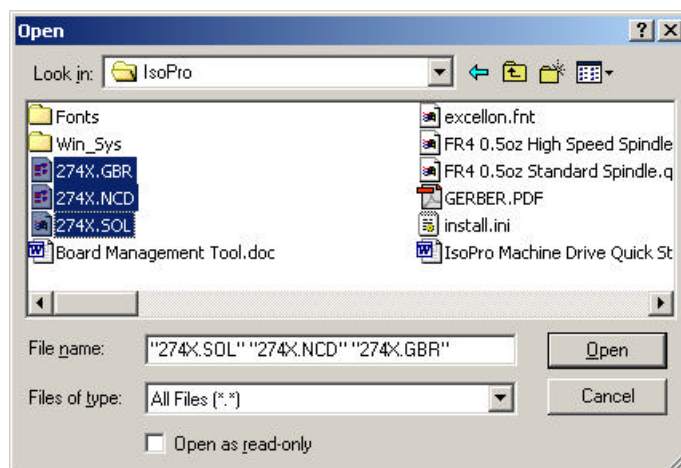 Open
Look in: IsoPro
Fonts
Win_Sys
274X.GBR
274X.NCD
274X.SOL
Board Management Tool.doc
excellon.fnt
FR4 0.5oz High Speed Spindle
FR4 0.5oz Standard Spindle.q
GERBER.PDF
install.ini
IsoPro Machine Drive Quick St
File name: "274X.SOL" "274X.NCD" "274X.GBR"
Open
Files of type: All Files (*.*)
Cancel
Open as read-only